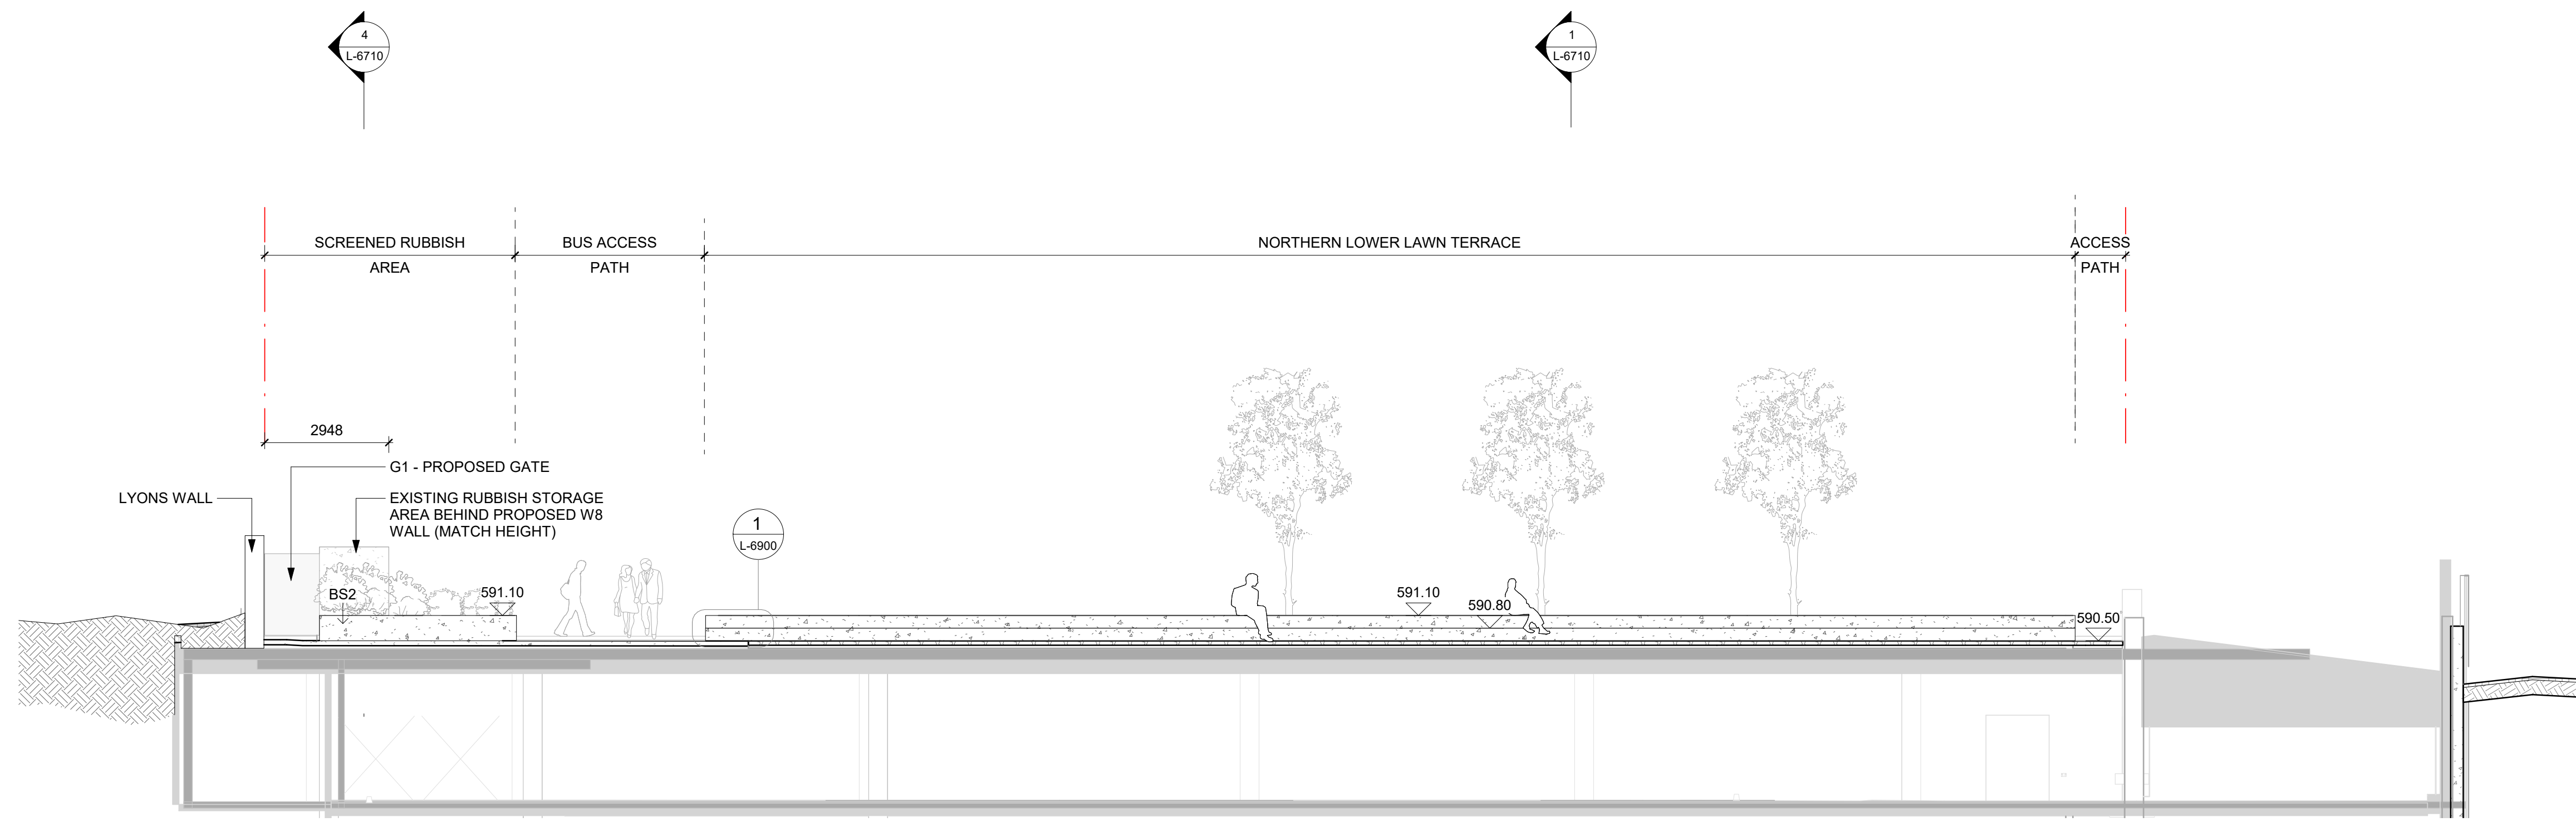 4
L-6710
1
L-6710
SCREENED RUBBISH
AREA
BUS ACCESS
PATH
NORTHERN LOWER LAWN TERRACE
ACCESS
PATH
2948
G1 - PROPOSED GATE
LYONS WALL
EXISTING RUBBISH STORAGE
AREA BEHIND PROPOSED W8
WALL (MATCH HEIGHT)
1
L-6900
BS2
591.10
591.10
590.80
590.50